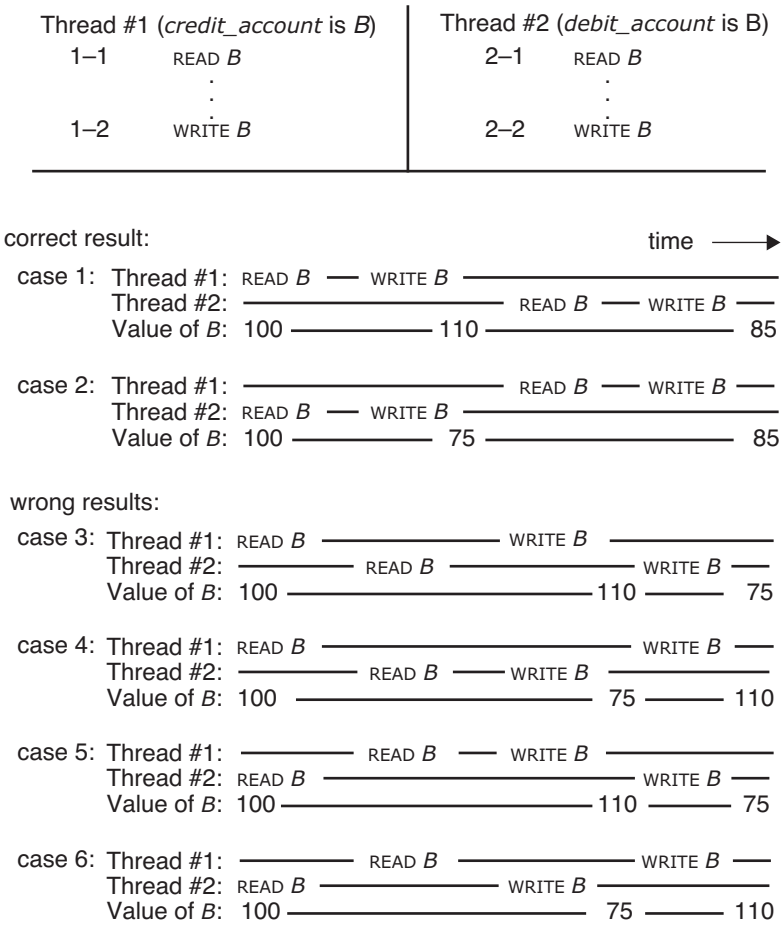 Thread #1 (credit_account is B)
1–1 READ B
.
.
.
1–2 WRITE B
Thread #2 (debit_account is B)
2–1 READ B
.
.
.
2–2 WRITE B
correct result: time
case 1: Thread #1: READ B WRITE B
Thread #2: READ B WRITE B
Value of B: 100 110 85
case 2: Thread #1: READ B WRITE B
Thread #2: READ B WRITE B
Value of B: 100 75 85
wrong results:
case 3: Thread #1: READ B WRITE B
Thread #2: READ B WRITE B
Value of B: 100 110 75
case 4: Thread #1: READ B WRITE B
Thread #2: READ B WRITE B
Value of B: 100 75 110
case 5: Thread #1: READ B WRITE B
Thread #2: READ B WRITE B
Value of B: 100 110 75
case 6: Thread #1: READ B WRITE B
Thread #2: READ B WRITE B
Value of B: 100 75 110